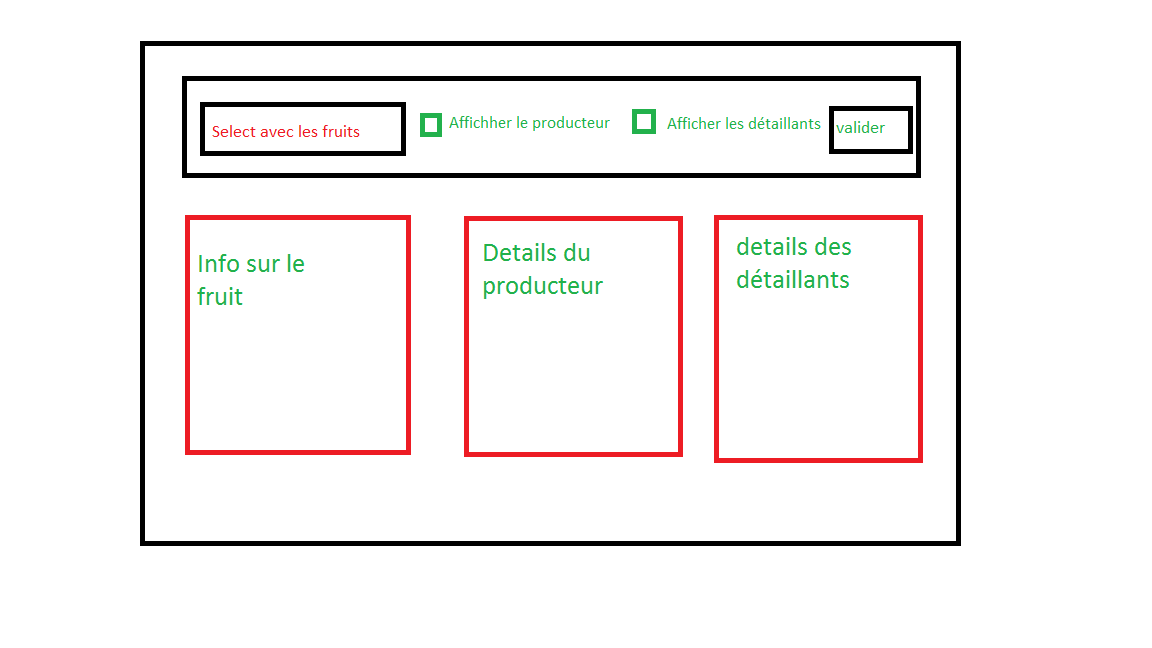 Select avec les fruits
Affichher le producteur
Afficher les détaillants
valider
Info sur le
fruit
Details du
producteur
details des
détaillants